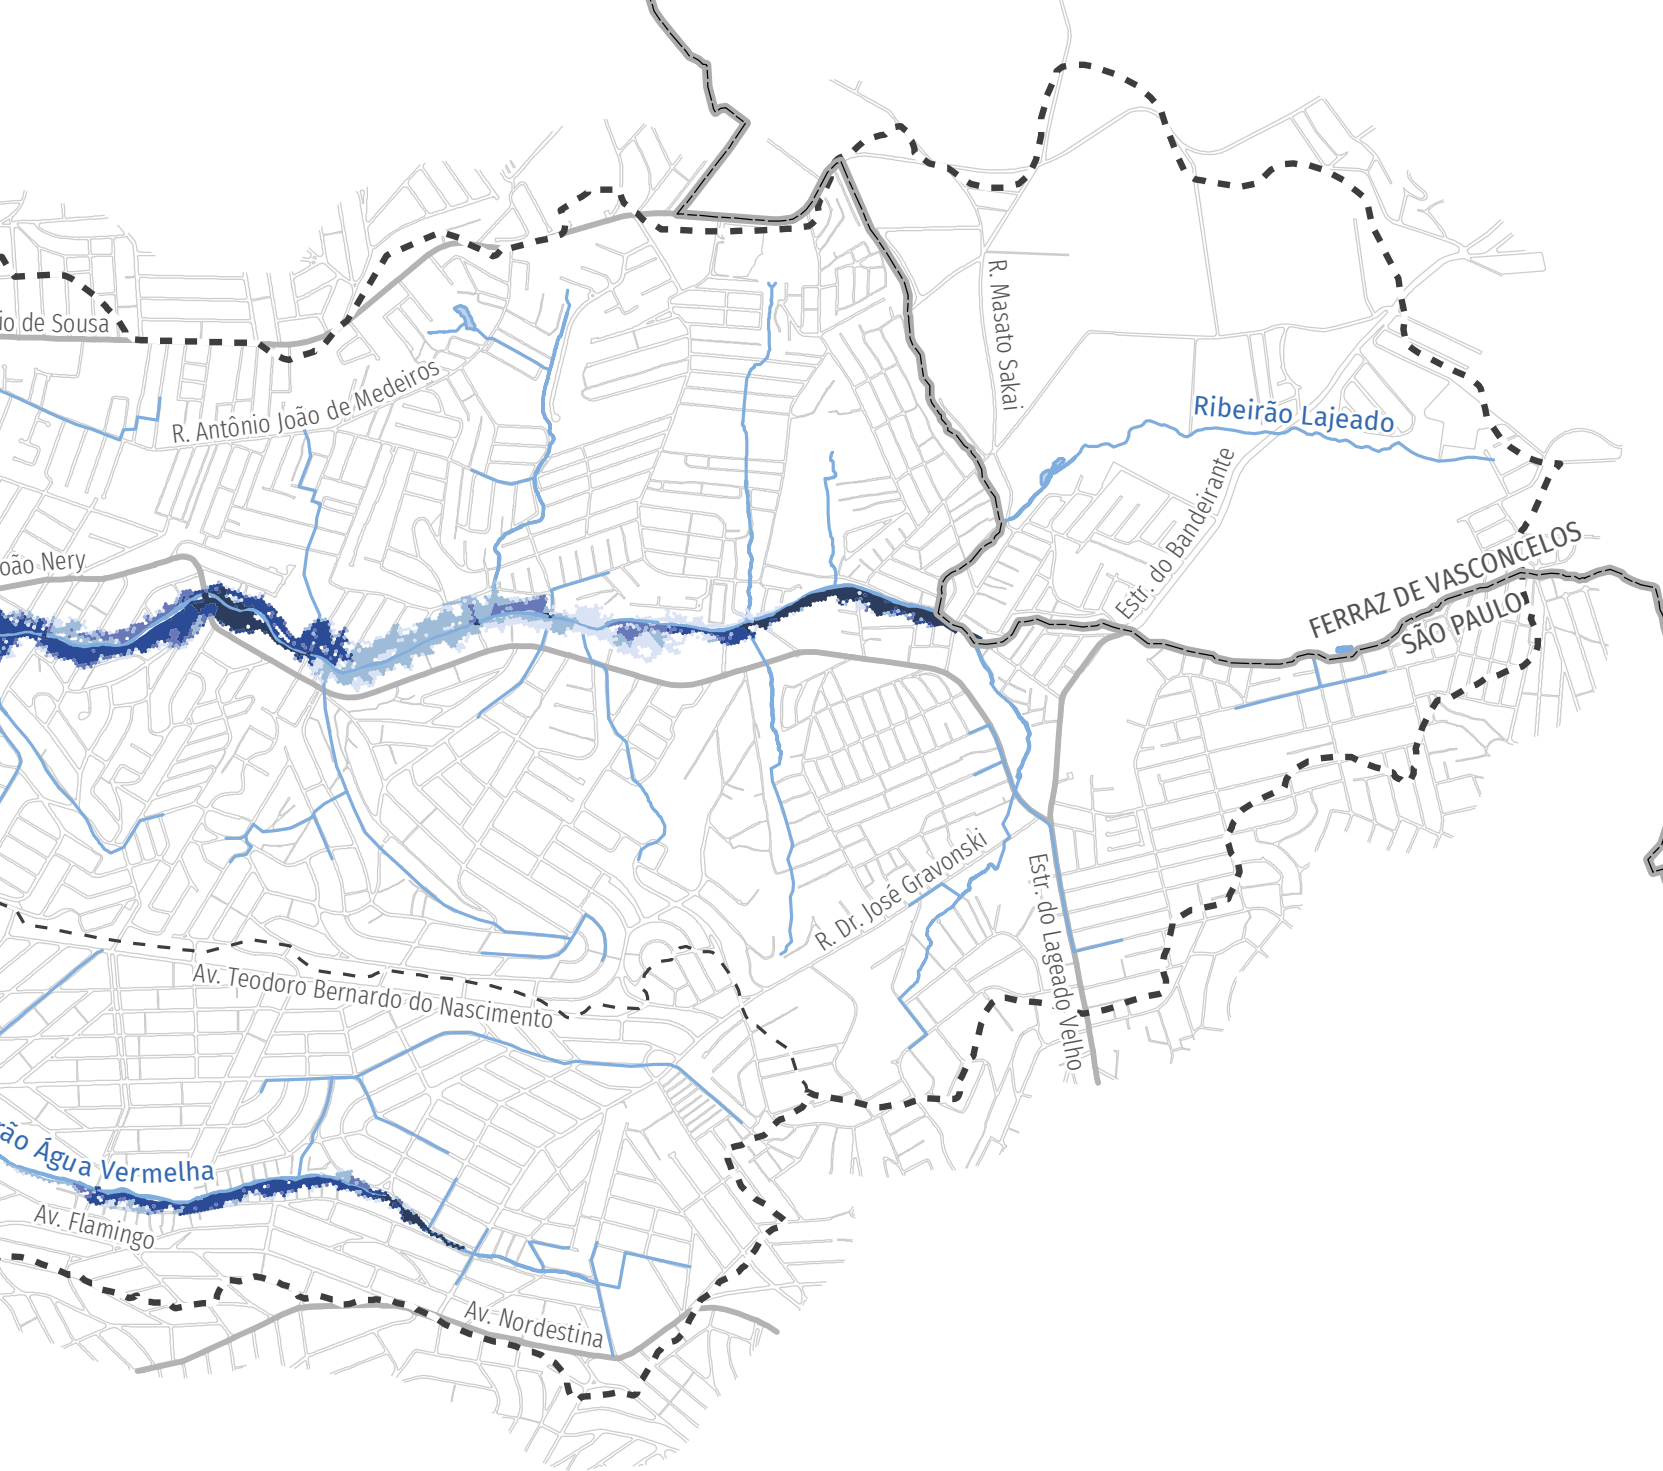 io de Sousa
R. Masato Sakai
R. Antônio João de Medeiros
Ribeirão Lajeado
Estr. do Bandeirante
oão Nery
FERRAZ DE VASCONCELOS
SÃO PAULO
R. Dr. José Gravonski
Estr. do Lageado Velho
Av. Teodoro Bernardo do Nascimento
rão Água Vermelha
Av. Flamingo
Av. Nordestina